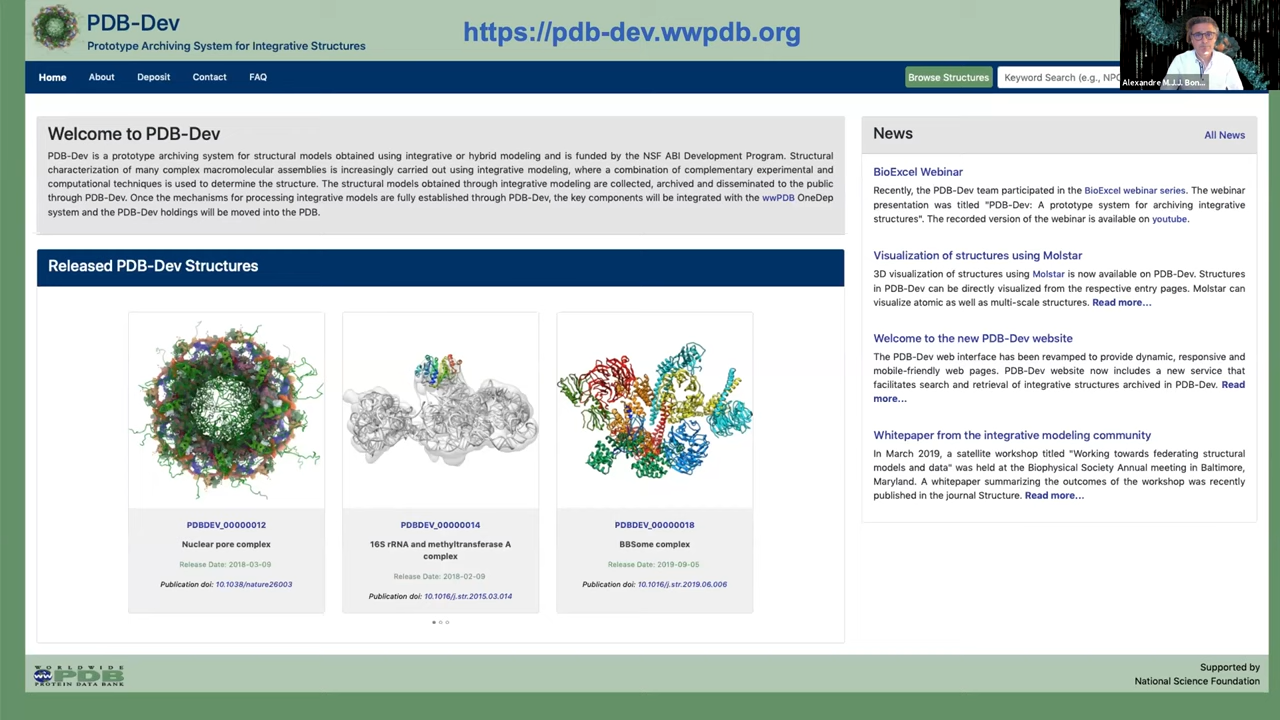 PDB-Dev
Prototype Archiving System for Integrative Structures
https://pdb-dev.wwpdb.org
Alexandre M.J.J. Bon...
Home
About
Deposit
Contact
FAQ
Browse Structures
Keyword Search (e.g., NPC
Welcome to PDB-Dev
PDB-Dev is a prototype archiving system for structural models obtained using integrative or hybrid modeling and is funded by the NSF ABI Development Program. Structural
characterization of many complex macromolecular assemblies is increasingly carried out using integrative modeling, where a combination of complementary experimental and
computational techniques is used to determine the structure. The structural models obtained through integrative modeling are collected, archived and disseminated to the public
through PDB-Dev. Once the mechanisms for processing integrative models are fully established through PDB-Dev, the key components will be integrated with the wwPDB OneDep
system and the PDB-Dev holdings will be moved into the PDB.
Released PDB-Dev Structures
PDBDEV_00000012
Nuclear pore complex
Release Date: 2018-03-09
Publication doi: 10.1038/nature26003
PDBDEV_00000014
16S rRNA and methyltransferase A
complex
Release Date: 2018-02-09
Publication doi: 10.1016/j.str.2015.03.014
PDBDEV_00000018
BBSome complex
Release Date: 2019-09-05
Publication doi: 10.1016/j.str.2019.06.006
News
All News
BioExcel Webinar
Recently, the PDB-Dev team participated in the BioExcel webinar series. The webinar
presentation was titled "PDB-Dev: A prototype system for archiving integrative
structures". The recorded version of the webinar is available on youtube.
Visualization of structures using Molstar
3D visualization of structures using Molstar is now available on PDB-Dev. Structures
in PDB-Dev can be directly visualized from the respective entry pages. Molstar can
visualize atomic as well as multi-scale structures. Read more...
Welcome to the new PDB-Dev website
The PDB-Dev web interface has been revamped to provide dynamic, responsive and
mobile-friendly web pages. PDB-Dev website now includes a new service that
facilitates search and retrieval of integrative structures archived in PDB-Dev. Read
more...
Whitepaper from the integrative modeling community
In March 2019, a satellite workshop titled "Working towards federating structural
models and data" was held at the Biophysical Society Annual meeting in Baltimore,
Maryland. A whitepaper summarizing the outcomes of the workshop was recently
published in the journal Structure. Read more...
WORLDWIDE
ww PDB
PROTEIN DATA BANK
Supported by
National Science Foundation